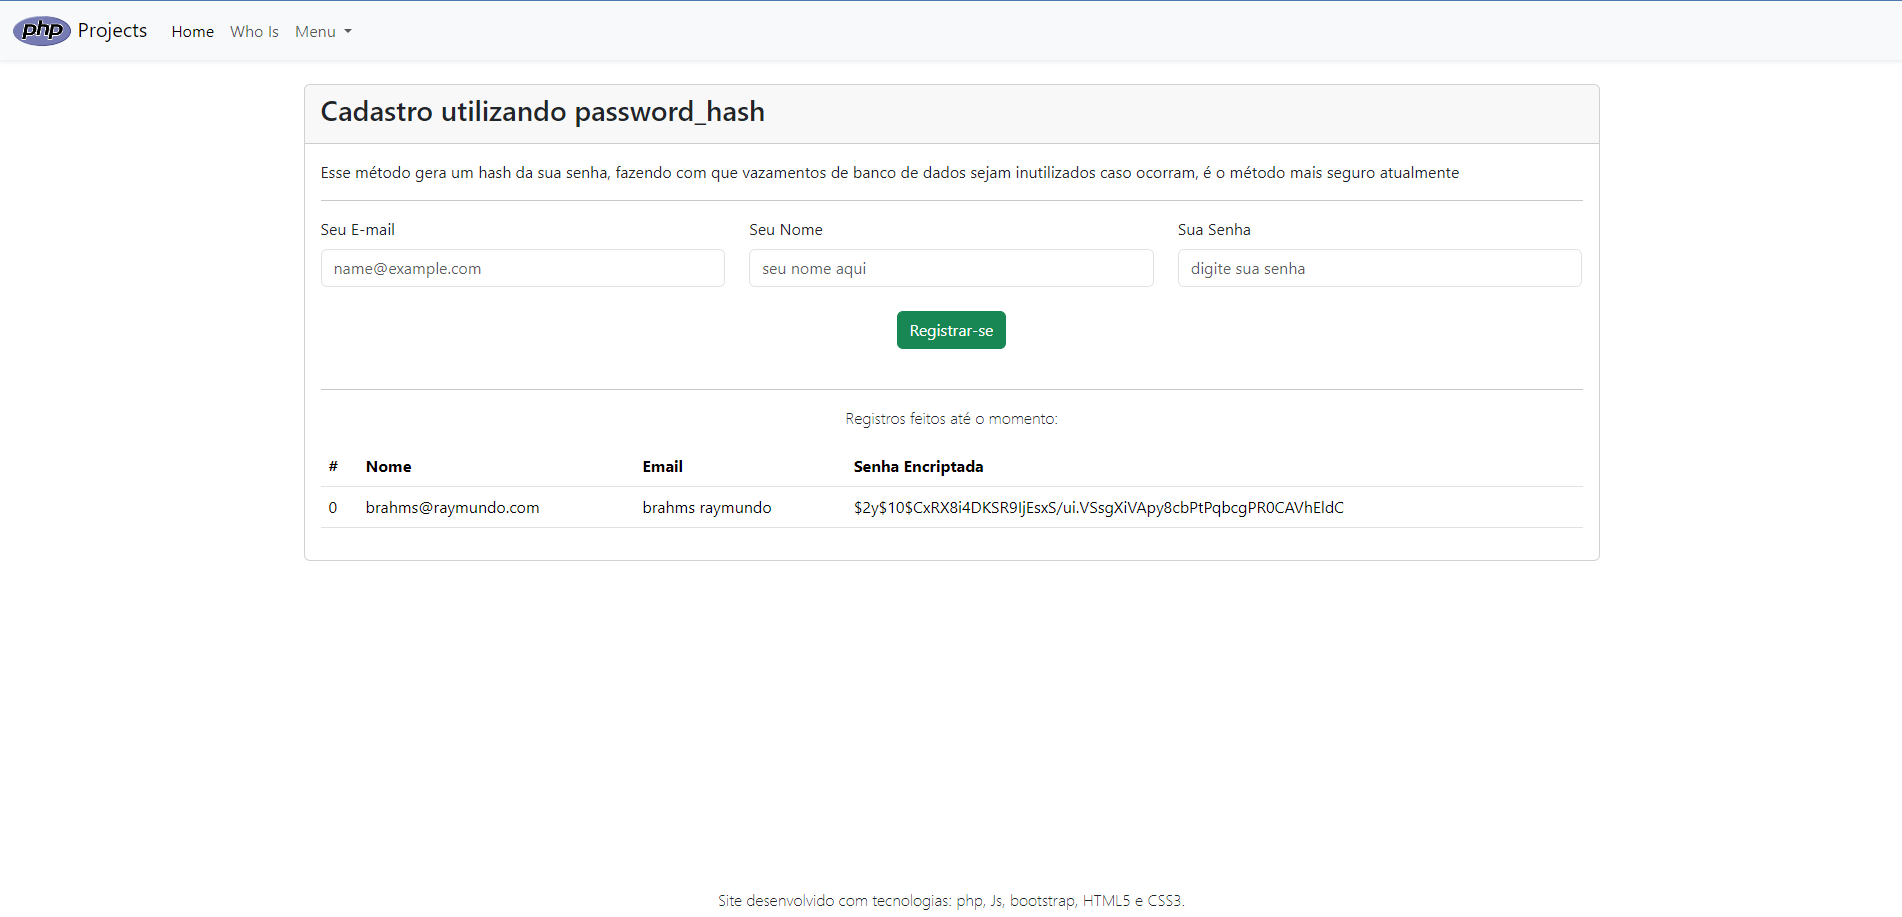 php Projects Home Who Is Menu
Cadastro utilizando password_hash
Esse método gera um hash da sua senha, fazendo com que vazamentos de banco de dados sejam inutilizados caso ocorram, é o método mais seguro atualmente
Seu E-mail Seu Nome Sua Senha
name@example.com seu nome aqui digite sua senha
Registrar-se
Registros feitos até o momento:
# Nome Email Senha Encriptada
0 brahms@raymundo.com brahms raymundo $2y$10$CxRX8i4DKSR9IjEsxS/ui.VSsgXiVApy8cbPtPqbcgPR0CAVhEldC
Site desenvolvido com tecnologias: php, Js, bootstrap, HTML5 e CSS3.